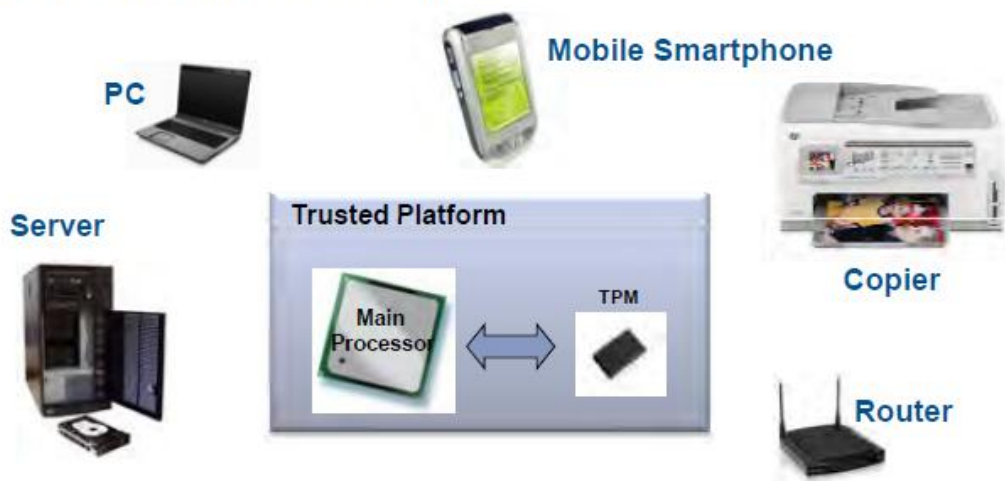 Mobile Smartphone
PC
Server
Trusted Platform
Main
Processor
TPM
Copier
Router